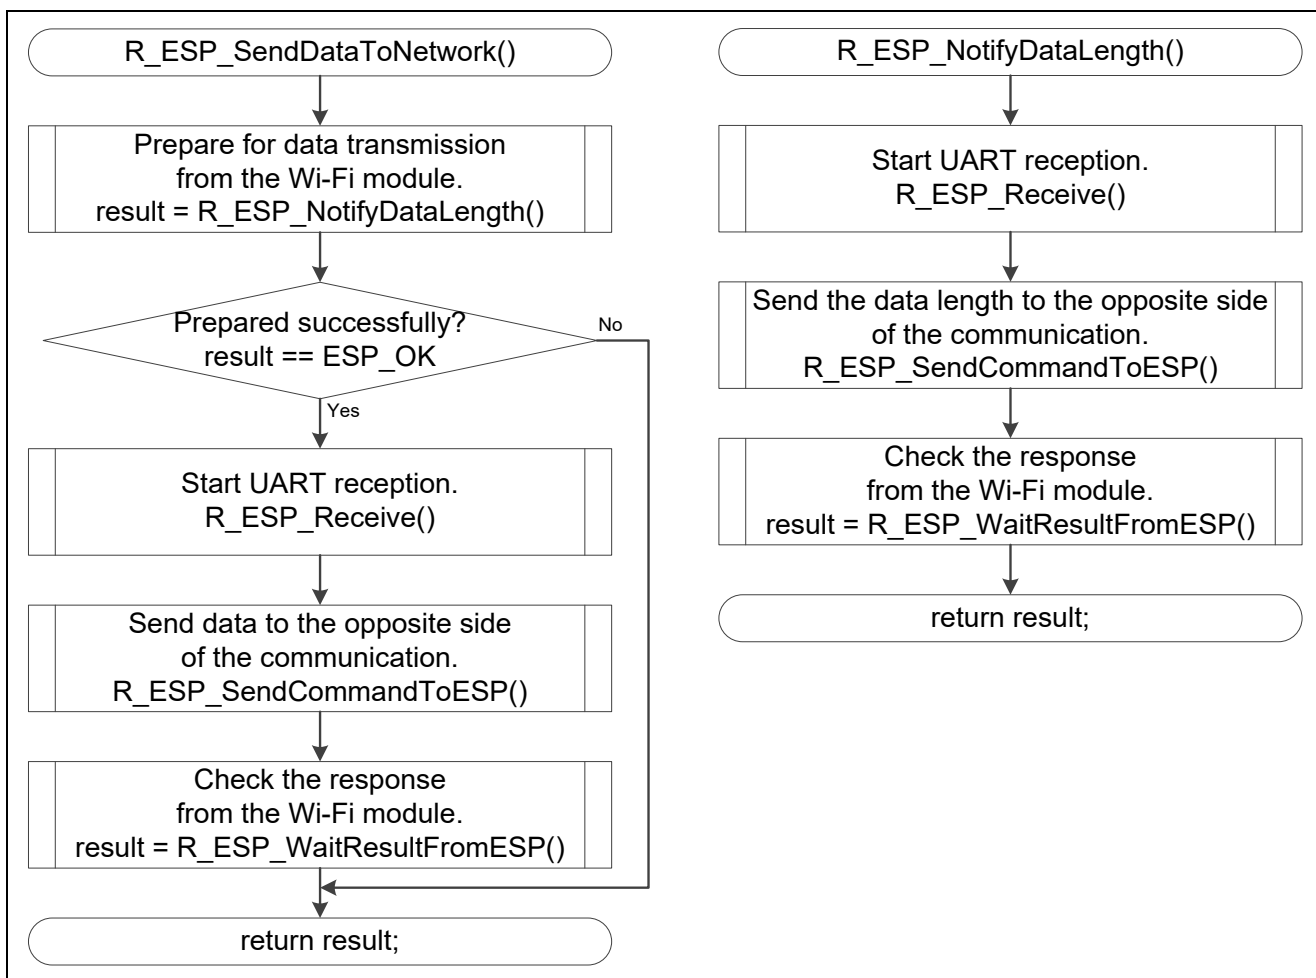 R_ESP_SendDataToNetwork()
Prepare for data transmission
from the Wi-Fi module.
result = R_ESP_NotifyDataLength()
Prepared successfully?
result == ESP_OK
No
Yes
Start UART reception.
R_ESP_Receive()
Send data to the opposite side
of the communication.
R_ESP_SendCommandToESP()
Check the response
from the Wi-Fi module.
result = R_ESP_WaitResultFromESP()
return result;
R_ESP_NotifyDataLength()
Start UART reception.
R_ESP_Receive()
Send the data length to the opposite side
of the communication.
R_ESP_SendCommandToESP()
Check the response
from the Wi-Fi module.
result = R_ESP_WaitResultFromESP()
return result;